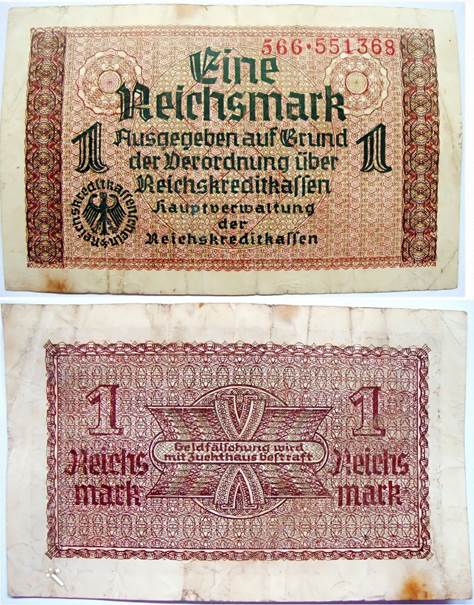 566·551368
Eine
Reichsmark
1 Ausgegeben auf Grund 1
der Verordnung über
Reichskreditkassen
Hauptverwaltung
der
Reichskreditkassen
Reichskreditkassenschein
1 1
Geldfälschung wird
mit Zuchthaus bestraft
Reichs Reichs
mark mark